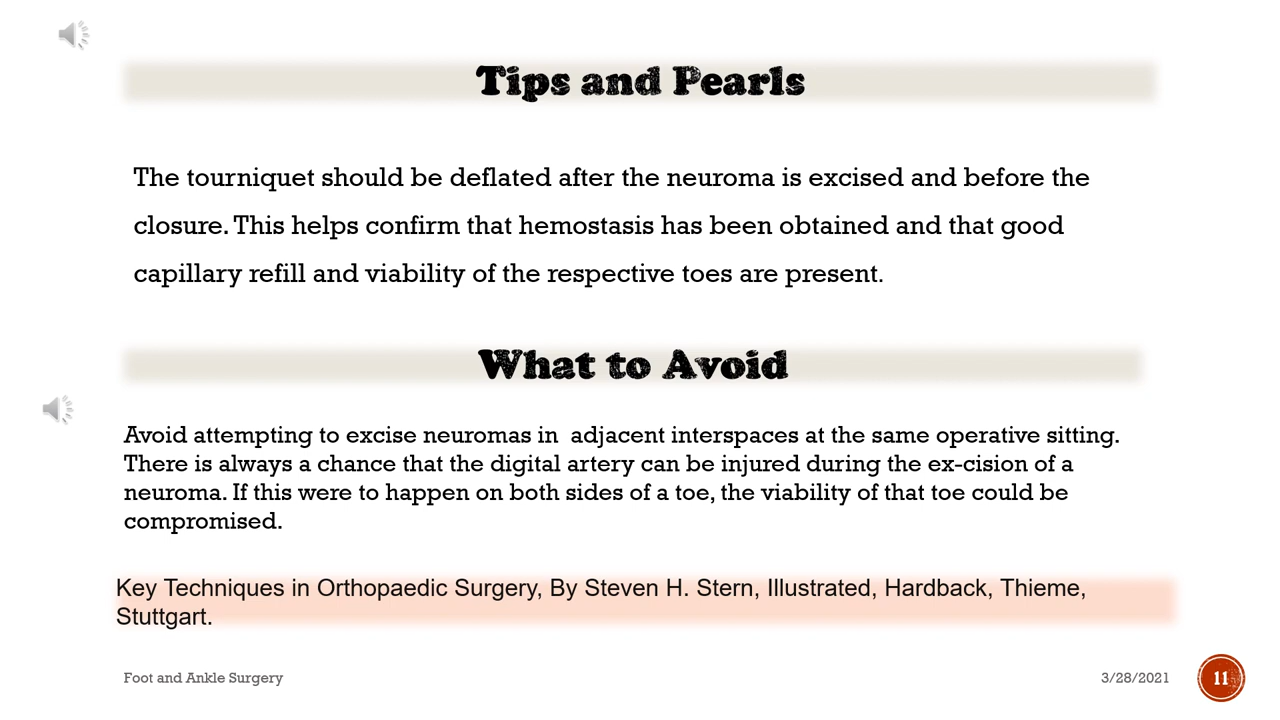 Tips and Pearls
The tourniquet should be deflated after the neuroma is excised and before the
closure. This helps confirm that hemostasis has been obtained and that good
capillary refill and viability of the respective toes are present.
What to Avoid
Avoid attempting to excise neuromas in  adjacent interspaces at the same operative sitting.
There is always a chance that the digital artery can be injured during the ex-cision of a
neuroma. If this were to happen on both sides of a toe, the viability of that toe could be
compromised.
Key Techniques in Orthopaedic Surgery, By Steven H. Stern, Illustrated, Hardback, Thieme,
Stuttgart.
Foot and Ankle Surgery
3/28/2021
11